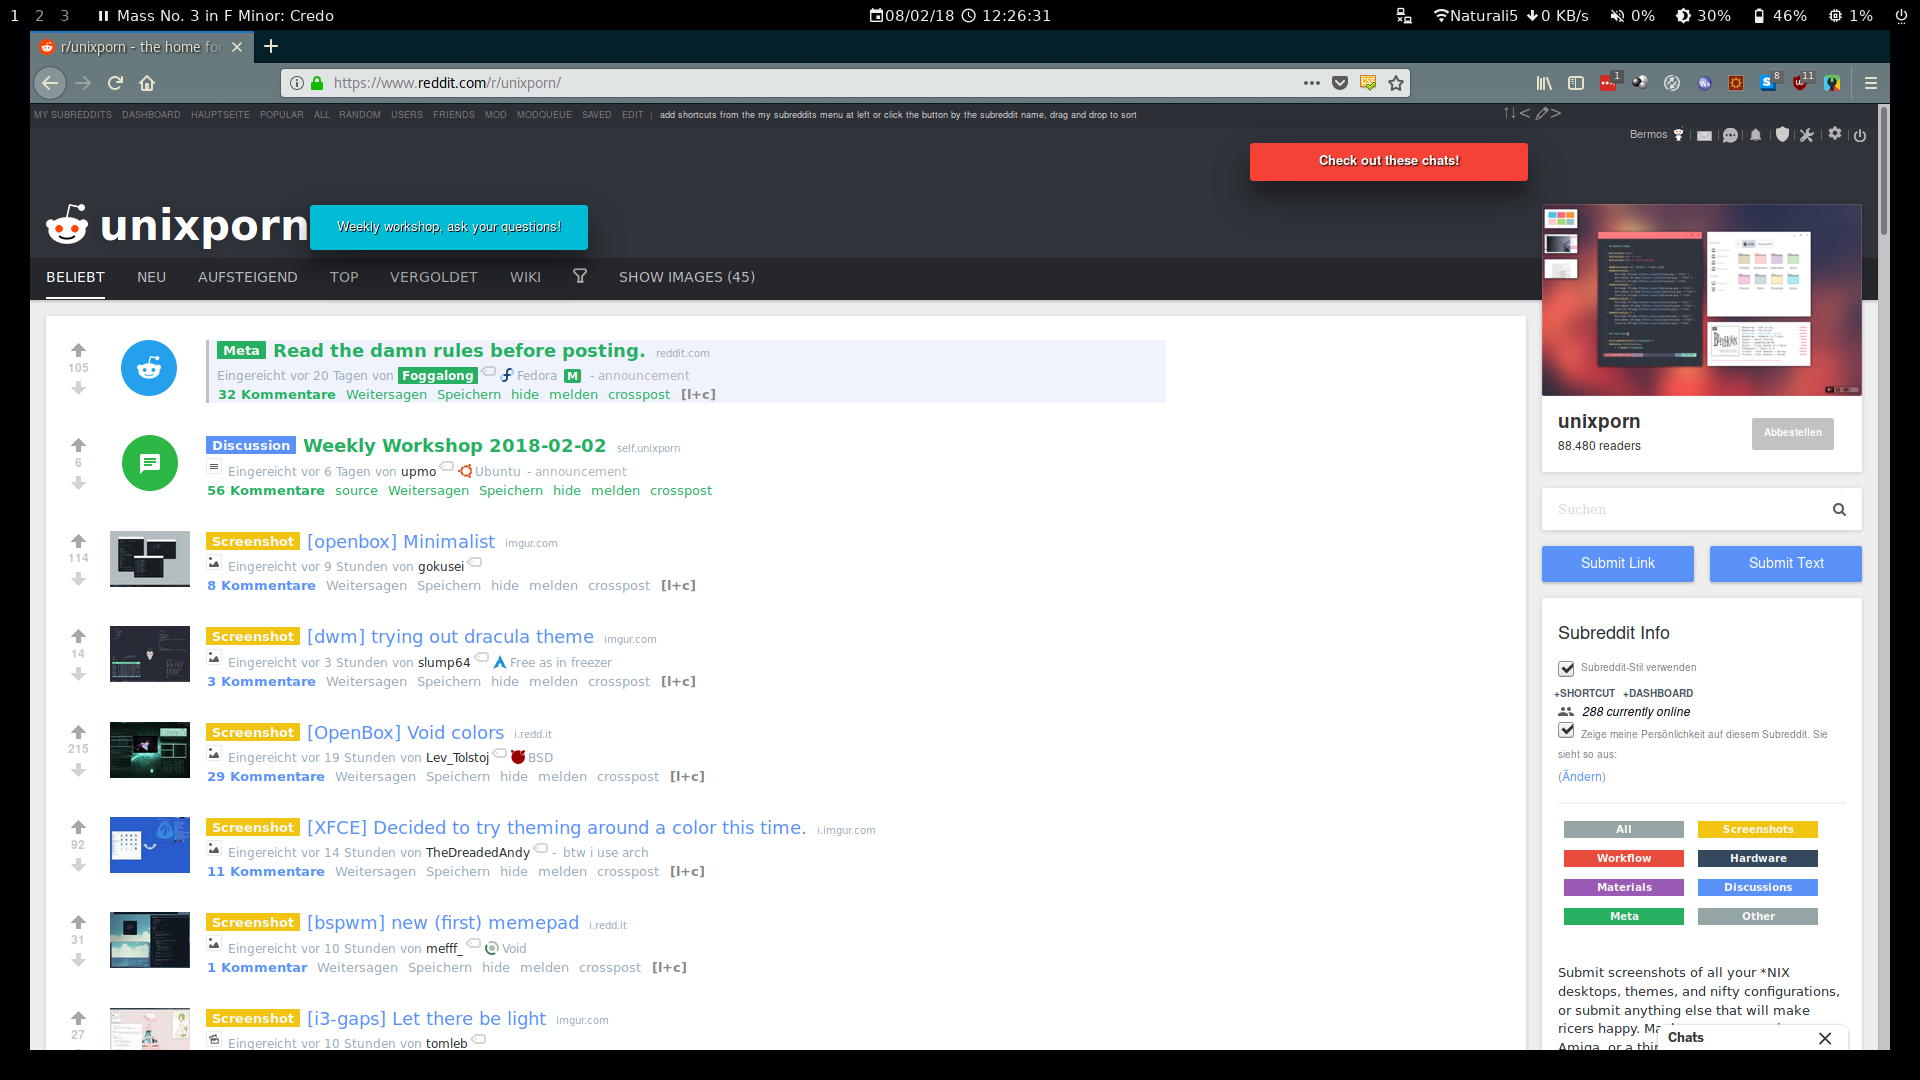 1 2 3 Mass No. 3 in F Minor: Credo 08/02/18 12:26:31 Naturali5 0 KB/s 0% 30% 46% 1%
r/unixporn - the home for
https://www.reddit.com/r/unixporn/ 1 8 11
MY SUBREDDITS DASHBOARD HAUPTSEITE POPULAR ALL RANDOM USERS FRIENDS MOD MODQUEUE SAVED EDIT | add shortcuts from the my subreddits menu at left or click the button by the subreddit name, drag and drop to sort
Bermos
Check out these chats!
unixporn
Weekly workshop, ask your questions!
BELIEBT NEU AUFSTEIGEND TOP VERGOLDET WIKI SHOW IMAGES (45)
105
Meta Read the damn rules before posting. reddit.com
Eingereicht vor 20 Tagen von Foggalong Fedora M - announcement
32 Kommentare Weitersagen Speichern hide melden crosspost [l+c]
6
Discussion Weekly Workshop 2018-02-02 self.unixporn
Eingereicht vor 6 Tagen von upmo Ubuntu - announcement
56 Kommentare source Weitersagen Speichern hide melden crosspost
114
Screenshot [openbox] Minimalist imgur.com
Eingereicht vor 9 Stunden von gokusei
8 Kommentare Weitersagen Speichern hide melden crosspost [l+c]
14
Screenshot [dwm] trying out dracula theme imgur.com
Eingereicht vor 3 Stunden von slump64 Free as in freezer
3 Kommentare Weitersagen Speichern hide melden crosspost [l+c]
215
Screenshot [OpenBox] Void colors i.redd.it
Eingereicht vor 19 Stunden von Lev_Tolstoj BSD
29 Kommentare Weitersagen Speichern hide melden crosspost [l+c]
92
Screenshot [XFCE] Decided to try theming around a color this time. i.imgur.com
Eingereicht vor 14 Stunden von TheDreadedAndy - btw i use arch
11 Kommentare Weitersagen Speichern hide melden crosspost [l+c]
31
Screenshot [bspwm] new (first) memepad i.redd.it
Eingereicht vor 10 Stunden von mefff_ Void
1 Kommentar Weitersagen Speichern hide melden crosspost [l+c]
27
Screenshot [i3-gaps] Let there be light imgur.com
Eingereicht vor 10 Stunden von tomleb
unixporn
88.480 readers
Abbestellen
Suchen
Submit Link Submit Text
Subreddit Info
Subreddit-Stil verwenden
+SHORTCUT +DASHBOARD
288 currently online
Zeige meine Persönlichkeit auf diesem Subreddit. Sie
sieht so aus:
(Ändern)
All Screenshots
Workflow Hardware
Materials Discussions
Meta Other
Submit screenshots of all your *NIX
desktops, themes, and nifty configurations,
or submit anything else that will make
ricers happy.
Amiga, or a
Chats